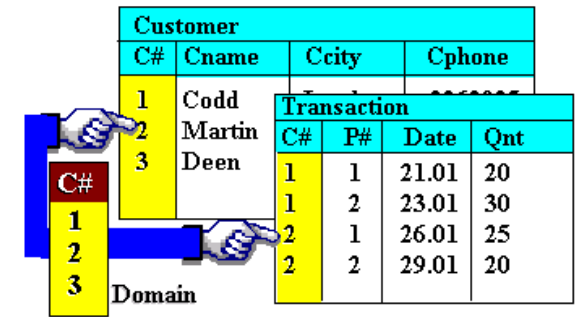 Customer
C# Cname Ccity Cphone
1 Codd
2 Martin
3 Deen
Transaction
C# P# Date Qnt
1 1 21.01 20
1 2 23.01 30
2 1 26.01 25
2 2 29.01 20
C#
1
2
3
Domain